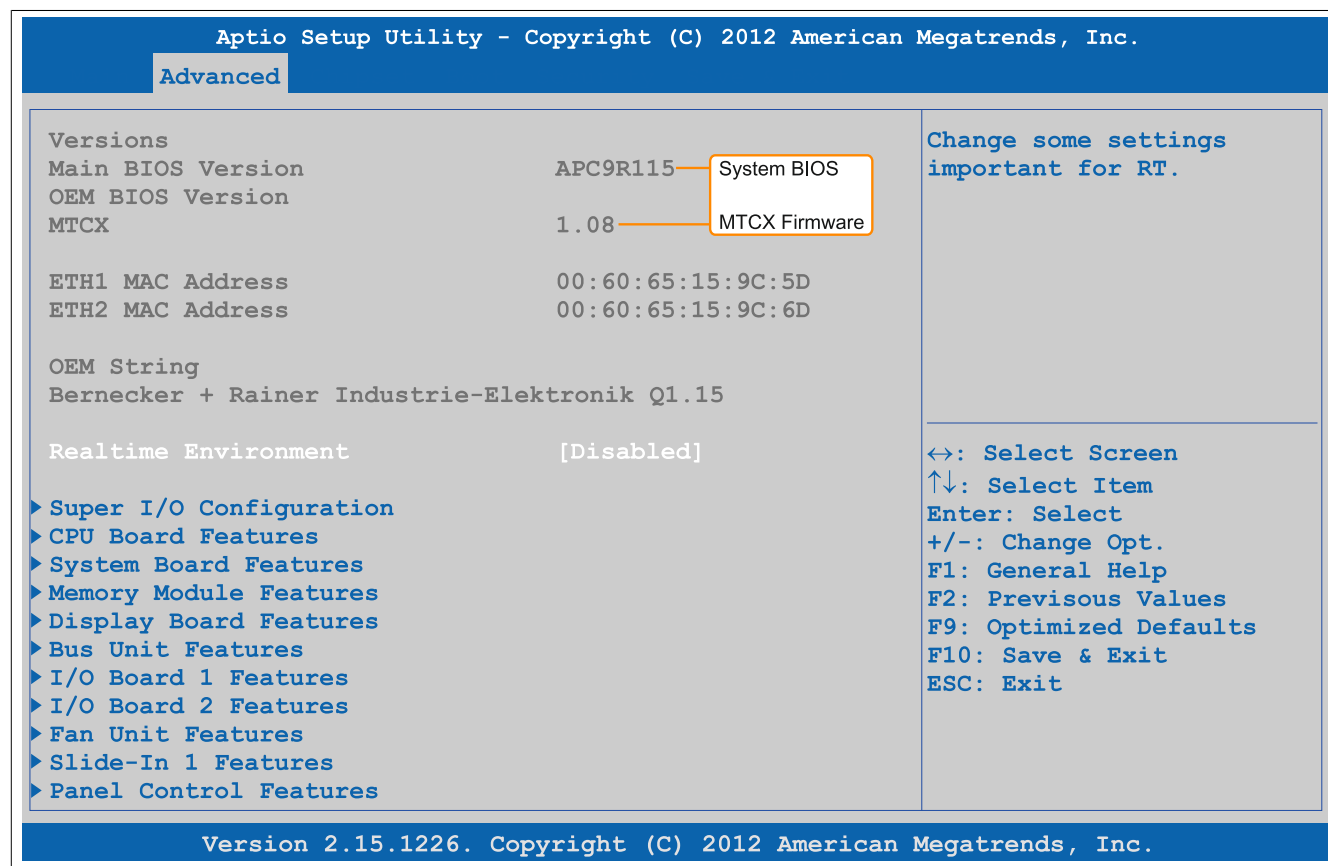 Aptio Setup Utility - Copyright (C) 2012 American Megatrends, Inc.
Advanced
Versions
Main BIOS Version APC9R115 System BIOS
OEM BIOS Version
MTCX 1.08 MTCX Firmware
ETH1 MAC Address 00:60:65:15:9C:5D
ETH2 MAC Address 00:60:65:15:9C:6D
OEM String
Bernecker + Rainer Industrie-Elektronik Q1.15
Realtime Environment [Disabled]
Super I/O Configuration
CPU Board Features
System Board Features
Memory Module Features
Display Board Features
Bus Unit Features
I/O Board 1 Features
I/O Board 2 Features
Fan Unit Features
Slide-In 1 Features
Panel Control Features
Change some settings
important for RT.
↔: Select Screen
↑↓: Select Item
Enter: Select
+/-: Change Opt.
F1: General Help
F2: Previsous Values
F9: Optimized Defaults
F10: Save & Exit
ESC: Exit
Version 2.15.1226. Copyright (C) 2012 American Megatrends, Inc.